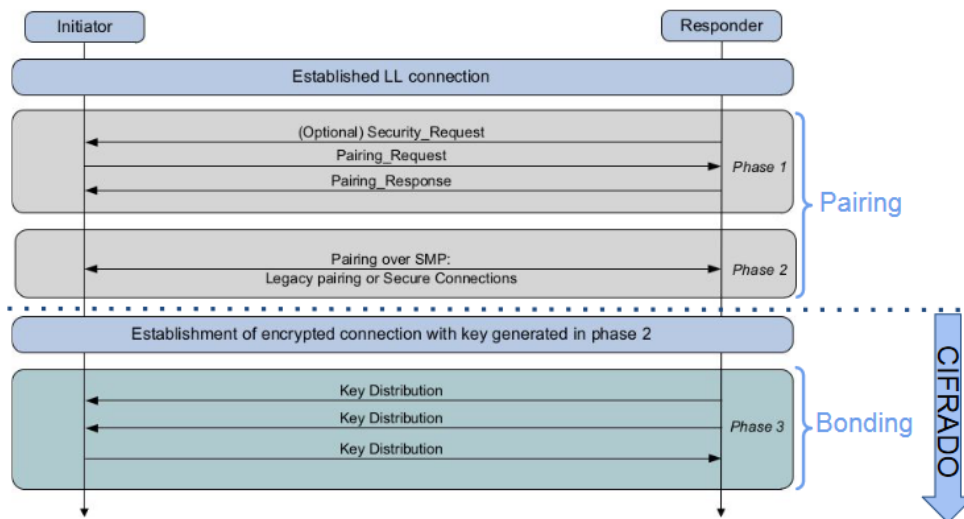 Initiator
Responder
Established LL connection
(Optional) Security_Request
Pairing_Request
Pairing_Response
Phase 1
Pairing
Pairing over SMP:
Legacy pairing or Secure Connections
Phase 2
Establishment of encrypted connection with key generated in phase 2
CIFRADO
Key Distribution
Key Distribution
Key Distribution
Phase 3
Bonding